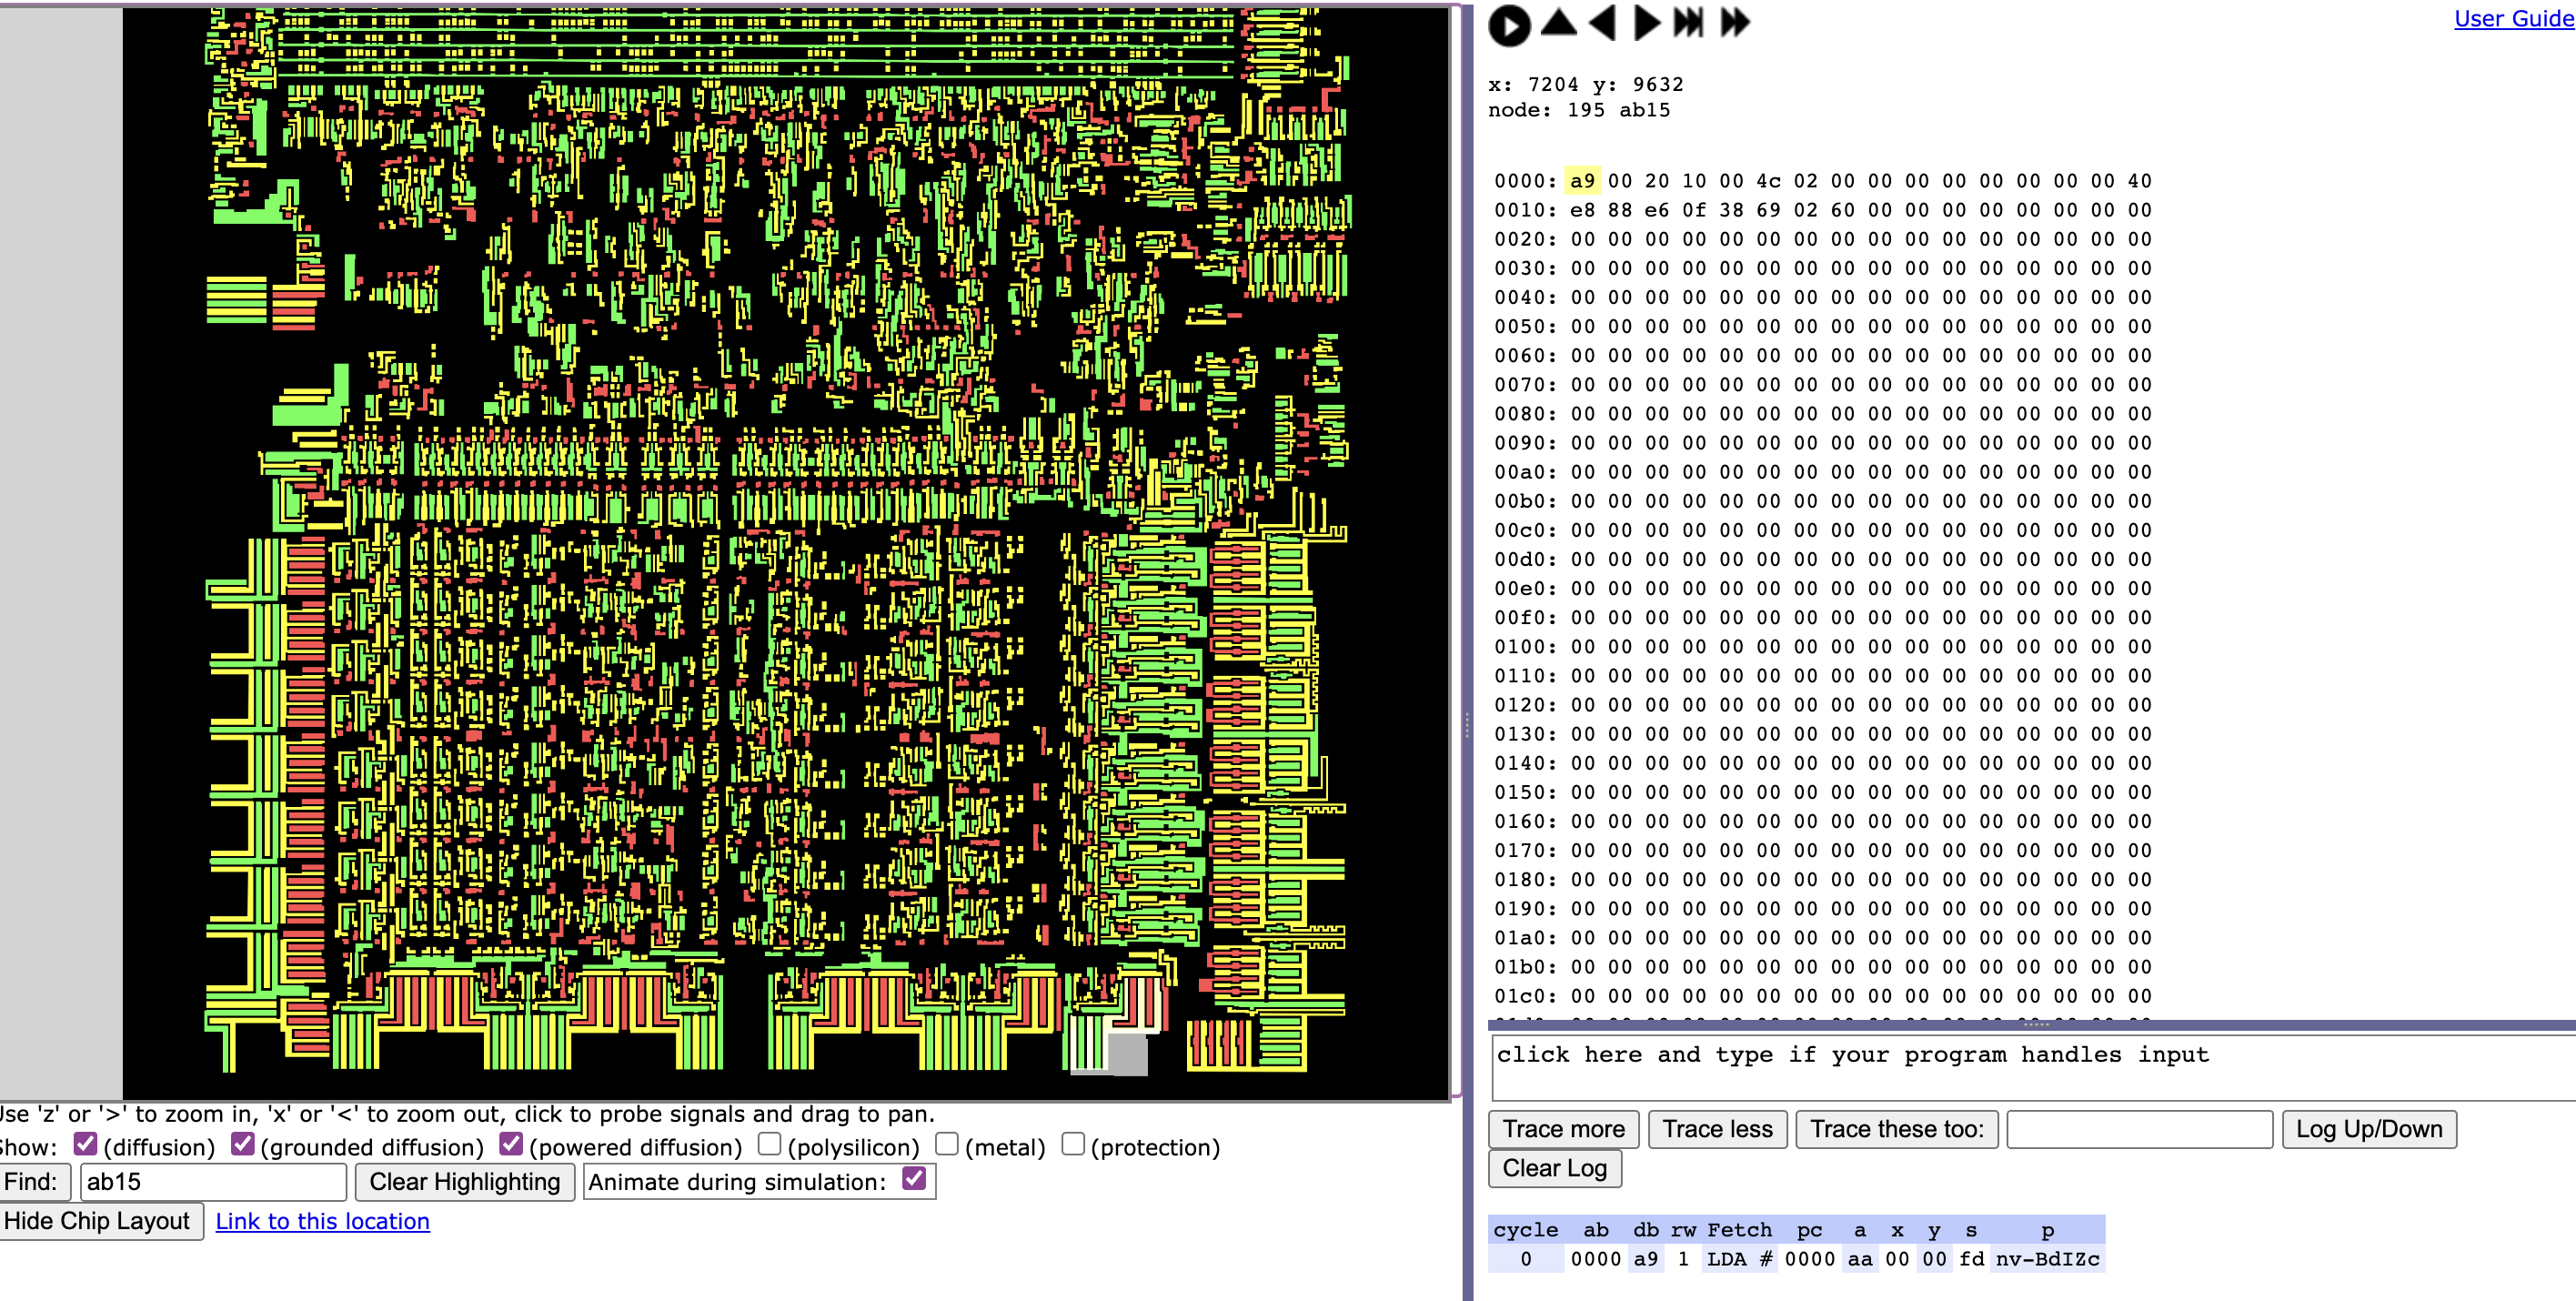 User Guide
x: 7204 y: 9632
node: 195 ab15
0000: a9 00 20 10 00 4c 02 00 00 00 00 00 00 00 00 40
0010: e8 88 e6 0f 38 69 02 60 00 00 00 00 00 00 00 00
0020: 00 00 00 00 00 00 00 00 00 00 00 00 00 00 00 00
0030: 00 00 00 00 00 00 00 00 00 00 00 00 00 00 00 00
0040: 00 00 00 00 00 00 00 00 00 00 00 00 00 00 00 00
0050: 00 00 00 00 00 00 00 00 00 00 00 00 00 00 00 00
0060: 00 00 00 00 00 00 00 00 00 00 00 00 00 00 00 00
0070: 00 00 00 00 00 00 00 00 00 00 00 00 00 00 00 00
0080: 00 00 00 00 00 00 00 00 00 00 00 00 00 00 00 00
0090: 00 00 00 00 00 00 00 00 00 00 00 00 00 00 00 00
00a0: 00 00 00 00 00 00 00 00 00 00 00 00 00 00 00 00
00b0: 00 00 00 00 00 00 00 00 00 00 00 00 00 00 00 00
00c0: 00 00 00 00 00 00 00 00 00 00 00 00 00 00 00 00
00d0: 00 00 00 00 00 00 00 00 00 00 00 00 00 00 00 00
00e0: 00 00 00 00 00 00 00 00 00 00 00 00 00 00 00 00
00f0: 00 00 00 00 00 00 00 00 00 00 00 00 00 00 00 00
0100: 00 00 00 00 00 00 00 00 00 00 00 00 00 00 00 00
0110: 00 00 00 00 00 00 00 00 00 00 00 00 00 00 00 00
0120: 00 00 00 00 00 00 00 00 00 00 00 00 00 00 00 00
0130: 00 00 00 00 00 00 00 00 00 00 00 00 00 00 00 00
0140: 00 00 00 00 00 00 00 00 00 00 00 00 00 00 00 00
0150: 00 00 00 00 00 00 00 00 00 00 00 00 00 00 00 00
0160: 00 00 00 00 00 00 00 00 00 00 00 00 00 00 00 00
0170: 00 00 00 00 00 00 00 00 00 00 00 00 00 00 00 00
0180: 00 00 00 00 00 00 00 00 00 00 00 00 00 00 00 00
0190: 00 00 00 00 00 00 00 00 00 00 00 00 00 00 00 00
01a0: 00 00 00 00 00 00 00 00 00 00 00 00 00 00 00 00
01b0: 00 00 00 00 00 00 00 00 00 00 00 00 00 00 00 00
01c0: 00 00 00 00 00 00 00 00 00 00 00 00 00 00 00 00
click here and type if your program handles input
Trace more Trace less Trace these too: Log Up/Down
Clear Log
cycle ab db rw Fetch pc a x y s p
0 0000 a9 1 LDA # 0000 aa 00 00 fd nv-BdIZc
Use 'z' or '>' to zoom in, 'x' or '<' to zoom out, click to probe signals and drag to pan.
Show: (diffusion) (grounded diffusion) (powered diffusion) (polysilicon) (metal) (protection)
Find: ab15 Clear Highlighting Animate during simulation:
Hide Chip Layout Link to this location